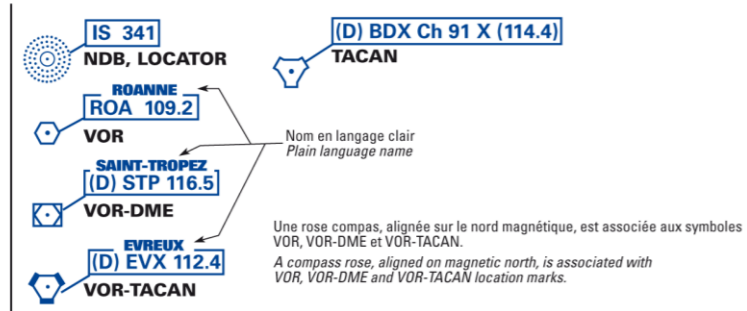 IS 341
NDB, LOCATOR
(D) BDX Ch 91 X (114.4)
TACAN
ROANNE
ROA 109.2
VOR
Nom en langage clair
Plain language name
SAINT-TROPEZ
(D) STP 116.5
VOR-DME
EVREUX
(D) EVX 112.4
VOR-TACAN
Une rose compas, alignée sur le nord magnétique, est associée aux symboles
VOR, VOR-DME et VOR-TACAN.
A compass rose, aligned on magnetic north, is associated with
VOR, VOR-DME and VOR-TACAN location marks.